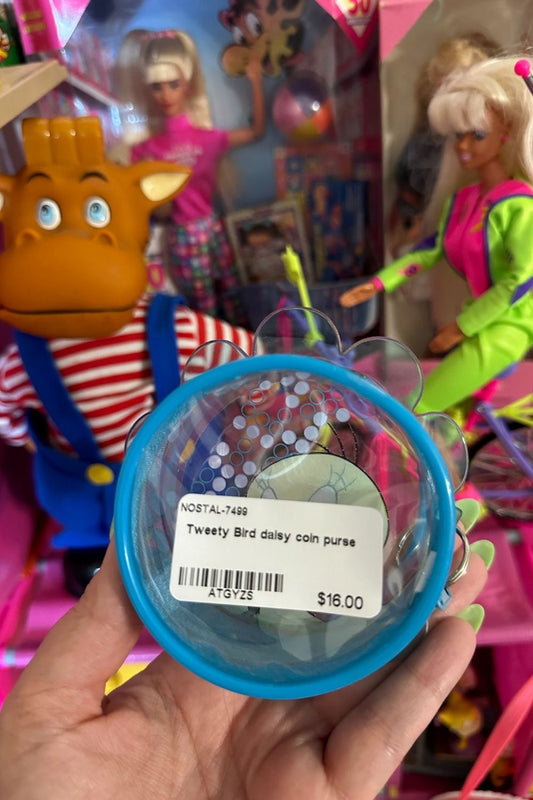 NOSTAL-7499
Tweety Bird daisy coin purse
ATGYZS
$16.00